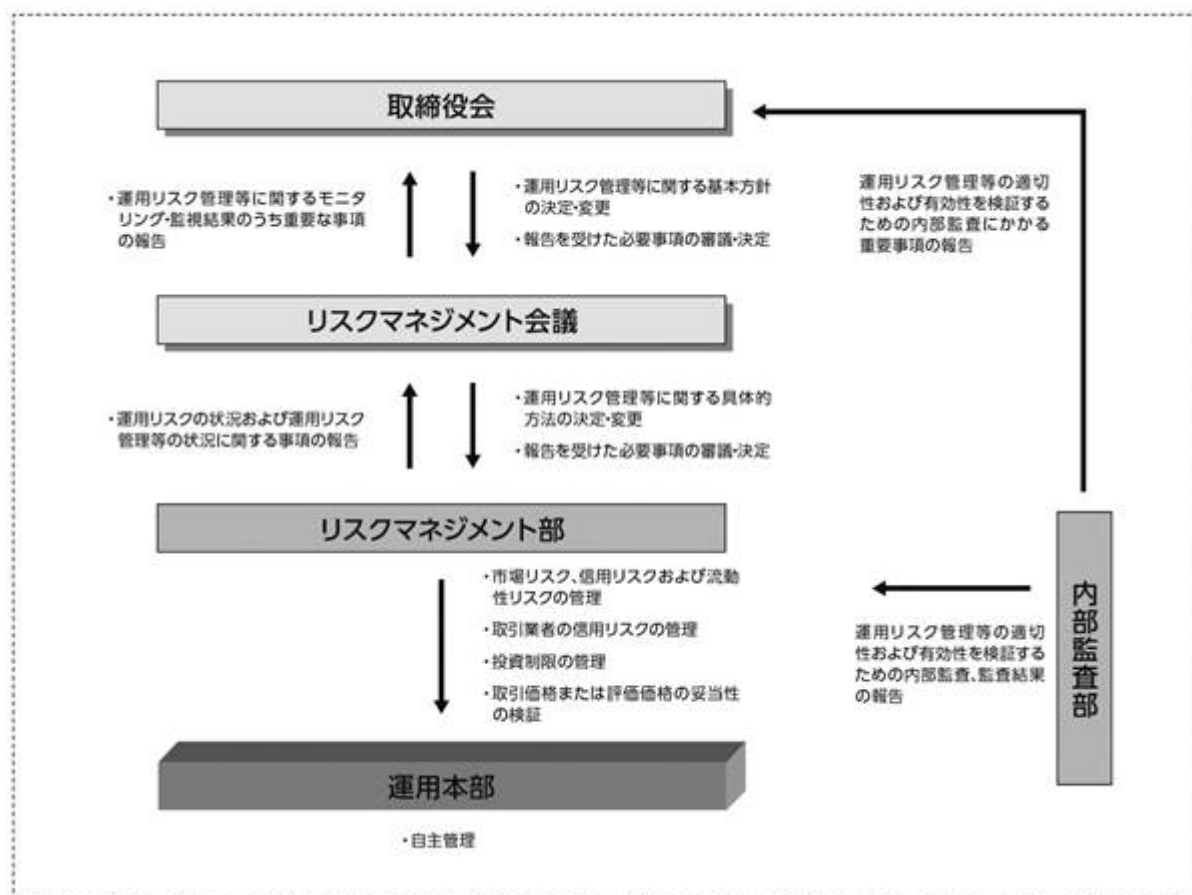 取締役会
・運用リスク管理等に関するモニタ
リング・監視結果のうち重要な事項
の報告
・運用リスク管理等に関する基本方針
の決定・変更
・報告を受けた必要事項の審議・決定
運用リスク管理等の適切
性および有効性を検証する
ための内部監査にかかる
重要事項の報告
リスクマネジメント会議
・運用リスクの状況および運用リスク
管理等の状況に関する事項の報告
・運用リスク管理等に関する具体的
方法の決定・変更
・報告を受けた必要事項の審議・決定
リスクマネジメント部
・市場リスク、信用リスクおよび流動
性リスクの管理
・取引業者の信用リスクの管理
・投資制限の管理
・取引価格または評価価格の妥当性
の検証
運用リスク管理等の適切
性および有効性を検証する
ための内部監査、監査結果
の報告
内部監査部
運用本部
・自主管理